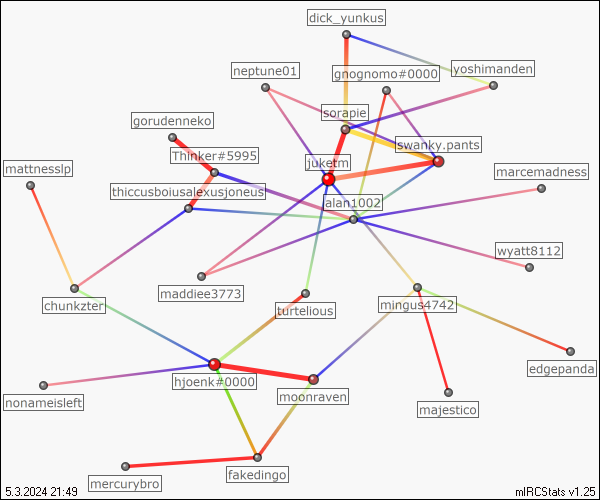 dick_yunkus
neptune01
gnognomo#0000
yoshimanden
sorapie
gorudenneko
swanky.pants
Thinker#5995
juketm
mattnesslp
marcemadness
thiccusboiusalexusjoneus
alan1002
wyatt8112
maddiee3773
chunkzter
turtelious
mingus4742
edgepanda
hjoenk#0000
moonraven
nonameisleft
majestico
fakedingo
mercurybro
5.3.2024 21:49
mIRCStats v1.25